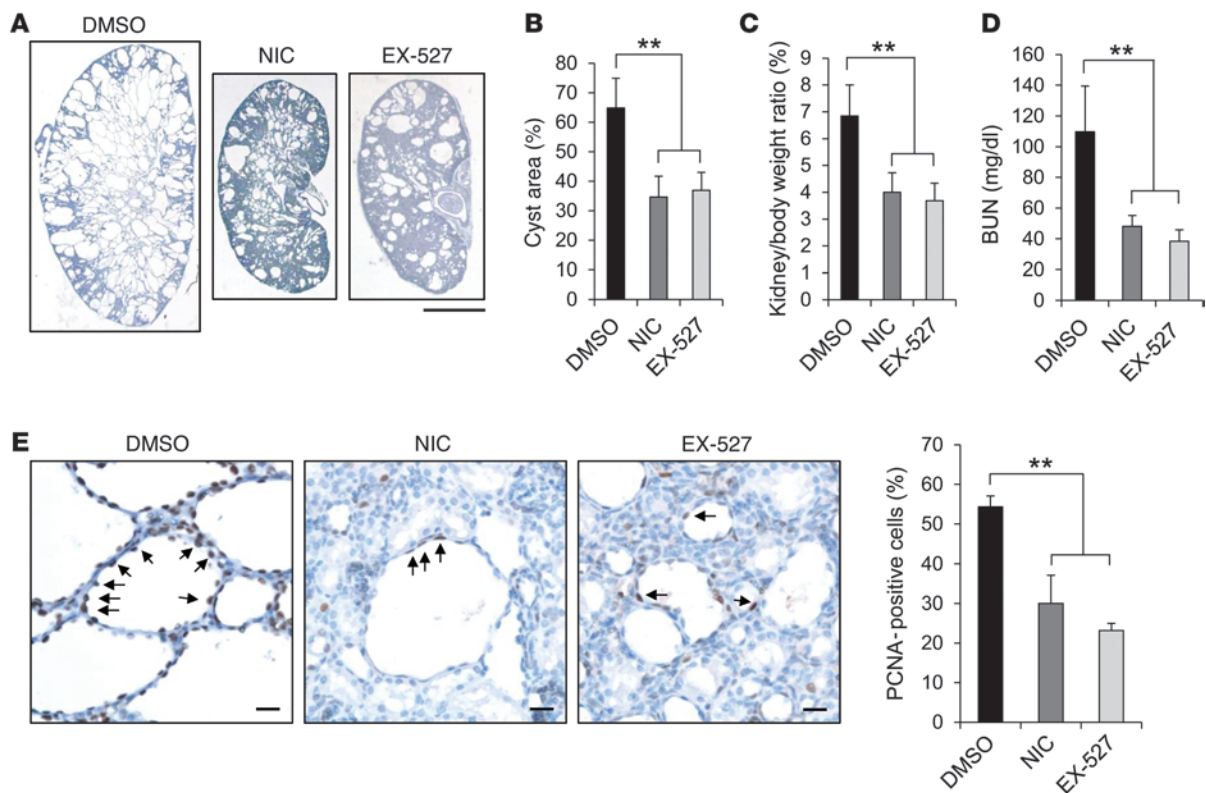 A
DMSO
NIC
EX-527
B
**
Cyst area (%)
80
70
60
50
40
30
20
10
0
DMSO
NIC
EX-527
C
**
Kidney/body weight ratio (%)
9
8
7
6
5
4
3
2
1
0
DMSO
NIC
EX-527
D
**
BUN (mg/dl)
160
140
120
100
80
60
40
20
0
DMSO
NIC
EX-527
E
DMSO
NIC
EX-527
**
PCNA-positive cells (%)
70
60
50
40
30
20
10
0
DMSO
NIC
EX-527